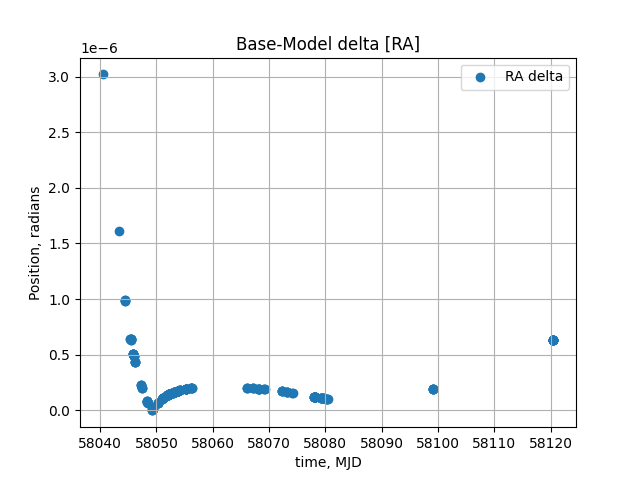 Base-Model delta [RA]
1e−6
RA delta
3.0
2.5
2.0
1.5
1.0
0.5
0.0
Position, radians
58040 58050 58060 58070 58080 58090 58100 58110 58120
time, MJD